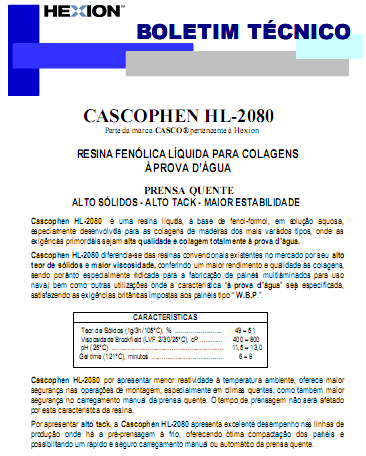 HEXION™
BOLETIM TÉCNICO
CASCOPHEN HL-2080
Parte da marca CASCO® pertencente à Hexion
RESINA FENÓLICA LÍQUIDA PARA COLAGENS
À PROVA D'ÁGUA
PRENSA QUENTE
ALTO SÓLIDOS - ALTO TACK - MAIOR ESTABILIDADE
Cascophen HL-2080 é uma resina líquida, à base de fenol-formol, em solução aquosa,
especialmente desenvolvida para as colagens de madeiras dos mais variados tipos, onde as
exigências primordiais sejam alta qualidade e colagem totalmente à prova d'água.
Cascophen HL-2080 diferencia-se das resinas convencionais existentes no mercado por seu alto
teor de sólidos e maior viscosidade, conferindo um maior rendimento e qualidade às colagens,
sendo portanto especialmente indicada para a fabricação de painéis multilaminados para uso
naval bem como outras utilizações onde a característica "à prova d'água" seja especificada,
satisfazendo as exigências britânicas impostas aos painéis tipo "W.B.P.".
CARACTERÍSTICAS
Teor de Sólidos (1g/3h/105°C), % ........................ 49 – 51
Viscosidade Brookfield (LVF 2/30/25°C), cP............ 400 – 800
pH (25°C) ............................................ 11,5 – 13,0
Gel time (121°C), minutos ............................ 6 – 9
Cascophen HL-2080 por apresentar menor reatividade à temperatura ambiente, oferece maior
segurança nas operações de montagem, especialmente em climas quentes, como também maior
segurança no carregamento manual da prensa quente. O tempo de prensagem não será afetado
por esta característica da resina.
Por apresentar alto tack, a Cascophen HL-2080 apresenta excelente desempenho nas linhas de
produção onde há a pré-prensagem à frio, oferecendo ótima compactação dos painéis e
possibilitando um rápido e seguro carregamento manual ou automático da prensa quente.